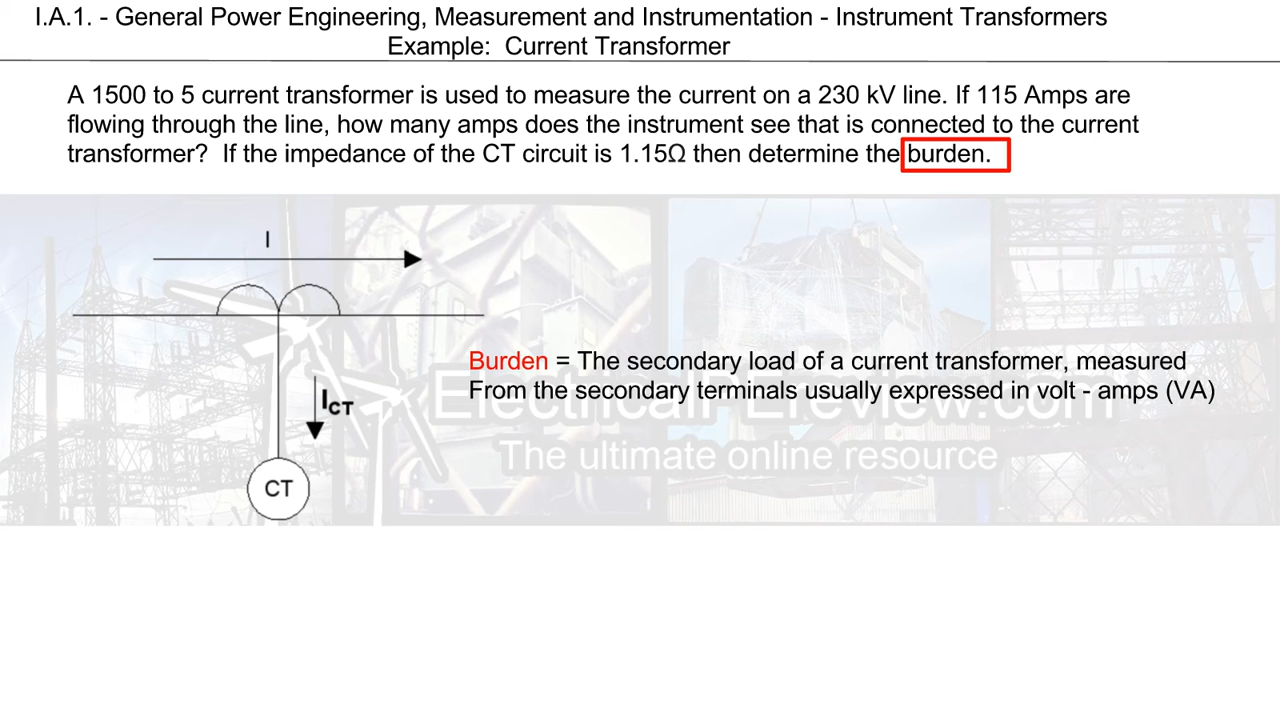 I.A.1. - General Power Engineering, Measurement and Instrumentation - Instrument Transformers
Example: Current Transformer
A 1500 to 5 current transformer is used to measure the current on a 230 kV line. If 115 Amps are
flowing through the line, how many amps does the instrument see that is connected to the current
transformer? If the impedance of the CT circuit is 1.15Ω then determine the burden.
I
Burden = The secondary load of a current transformer, measured
From the secondary terminals usually expressed in volt - amps (VA)
ICT
ElectricalPEreview.com
The ultimate online resource
CT